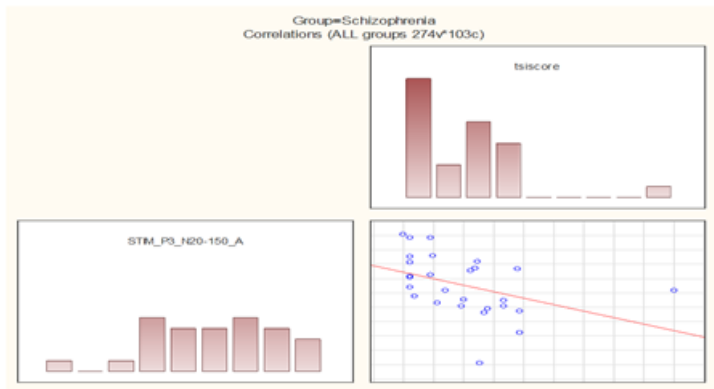 Group=Schizophrenia
Correlations (ALL groups 274v*103c)
tsiscore
STIM_P3_N20-150_A